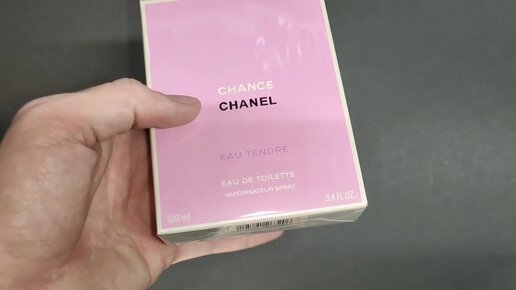 CHANCE
CHANEL
EAU TENDRE
EAU DE TOILETTE
VAPORISATEUR SPRAY
100 ml 3.4 FL. OZ.